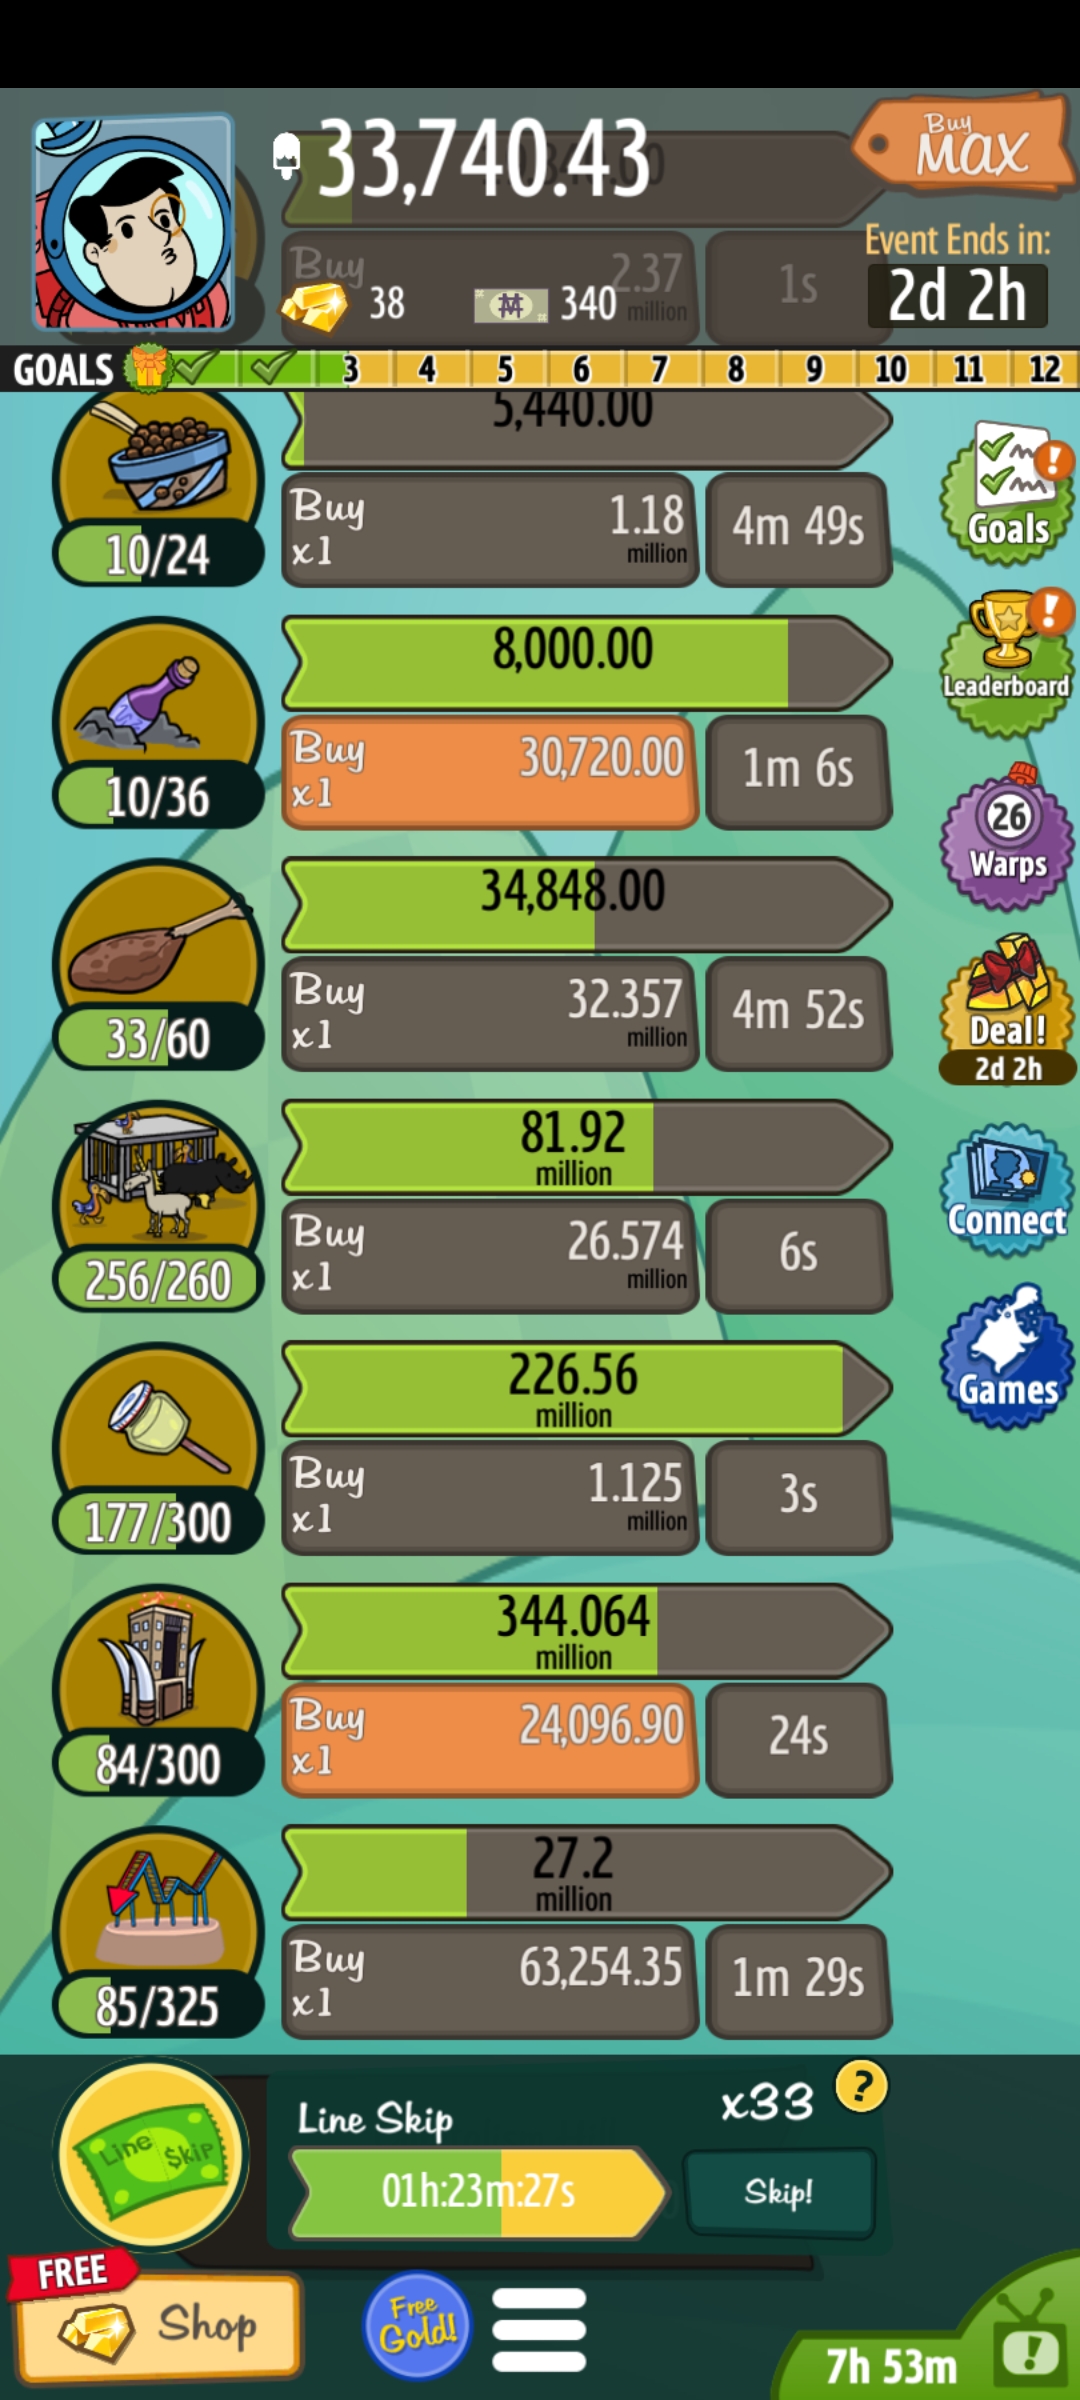 33,740.43
Buy
MAX
Buy
2.37
million
1s
38
340
Event Ends in:
2d 2h
GOALS 3 4 5 6 7 8 9 10 11 12
5,440.00
10/24
Buy
x1
1.18
million
4m 49s
Goals
8,000.00
10/36
Buy
x1
30,720.00
1m 6s
Leaderboard
34,848.00
33/60
Buy
x1
32.357
million
4m 52s
26
Warps
Deal!
2d 2h
81.92
million
256/260
Buy
x1
26.574
million
6s
Connect
226.56
million
177/300
Buy
x1
1.125
million
3s
Games
344.064
million
84/300
Buy
x1
24,096.90
24s
27.2
million
85/325
Buy
x1
63,254.35
1m 29s
Line $kip
Line Skip
x33
?
01h:23m:27s
Skip!
FREE
Shop
Free
Gold!
7h 53m